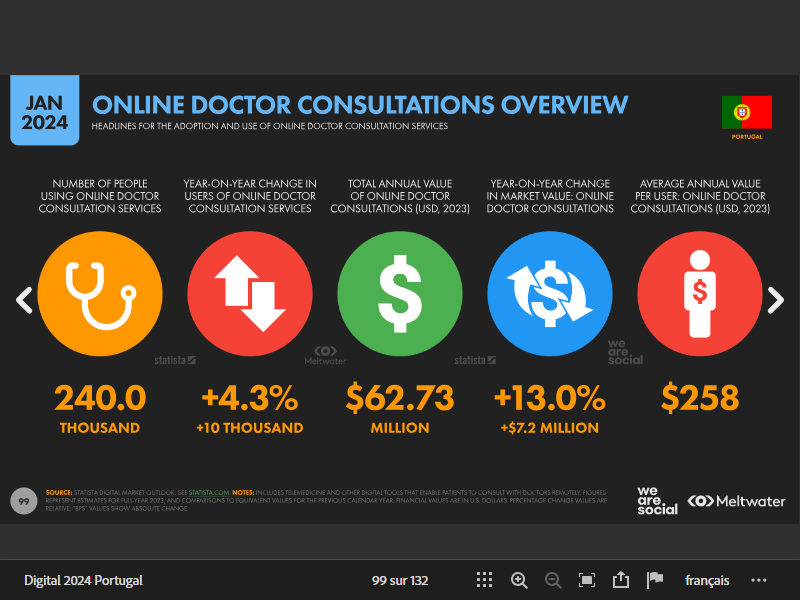 JAN
2024
ONLINE DOCTOR CONSULTATIONS OVERVIEW
HEADLINES FOR THE ADOPTION AND USE OF ONLINE DOCTOR CONSULTATION SERVICES
PORTUGAL
NUMBER OF PEOPLE
USING ONLINE DOCTOR
CONSULTATION SERVICES
YEAR-ON-YEAR CHANGE IN
USERS OF ONLINE DOCTOR
CONSULTATION SERVICES
TOTAL ANNUAL VALUE
OF ONLINE DOCTOR
CONSULTATIONS (USD, 2023)
YEAR-ON-YEAR CHANGE
IN MARKET VALUE: ONLINE
DOCTOR CONSULTATIONS
AVERAGE ANNUAL VALUE
PER USER: ONLINE DOCTOR
CONSULTATIONS (USD, 2023)
$
$
$
statista
Meltwater
statista
we
are
social
240.0
THOUSAND
+4.3%
+10 THOUSAND
$62.73
MILLION
+13.0%
+$7.2 MILLION
$258
99
SOURCE: STATISTA DIGITAL MARKET OUTLOOK. SEE STATISTA.COM. NOTES: INCLUDES TELEMEDICINE AND OTHER DIGITAL TOOLS THAT ENABLE PATIENTS TO CONSULT WITH DOCTORS REMOTELY. FIGURES
REPRESENT ESTIMATES FOR FULL-YEAR 2023, AND COMPARISONS TO EQUIVALENT VALUES FOR THE PREVIOUS CALENDAR YEAR. FINANCIAL VALUES ARE IN U.S. DOLLARS. PERCENTAGE CHANGE VALUES ARE
RELATIVE; "BPS" VALUES SHOW ABSOLUTE CHANGE.
we
are.
social
Meltwater
Digital 2024 Portugal
99 sur 132
français